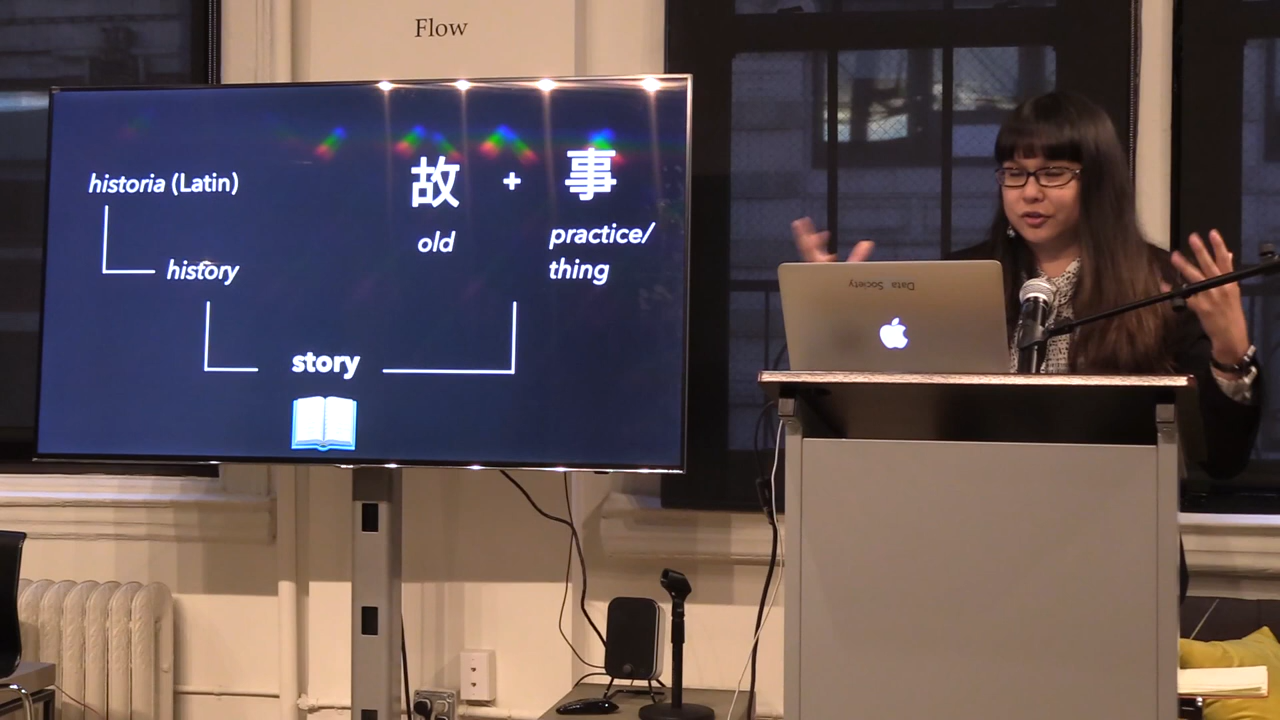 Flow
historia (Latin)
history
故 + 事
old
practice/
thing
story
Data Society